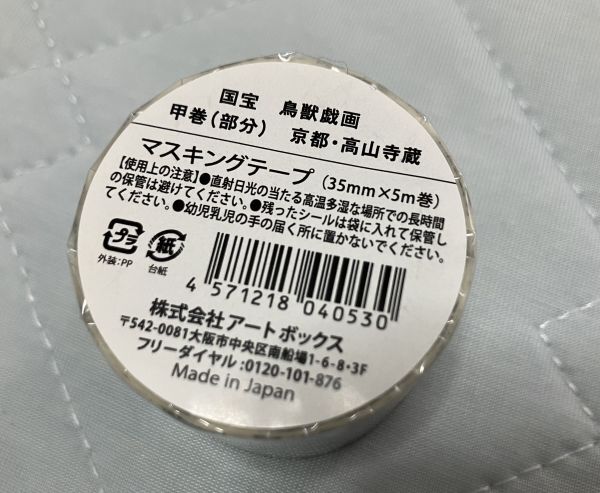 国宝 鳥獣戯画
甲巻(部分) 京都・高山寺蔵
マスキングテープ(35mm×5m巻)
【使用上の注意】●直射日光の当たる高温多湿な場所での長時間
の保管は避けてください。●残ったシールは袋に入れて保管し
てください。●幼児乳児の手の届く所に置かないでください。
プラ
外装:PP
紙
台紙
4 571218 040530
株式会社アートボックス
〒542-0081大阪市中央区南船場1-6-8・3F
フリーダイヤル:0120-101-876
Made in Japan